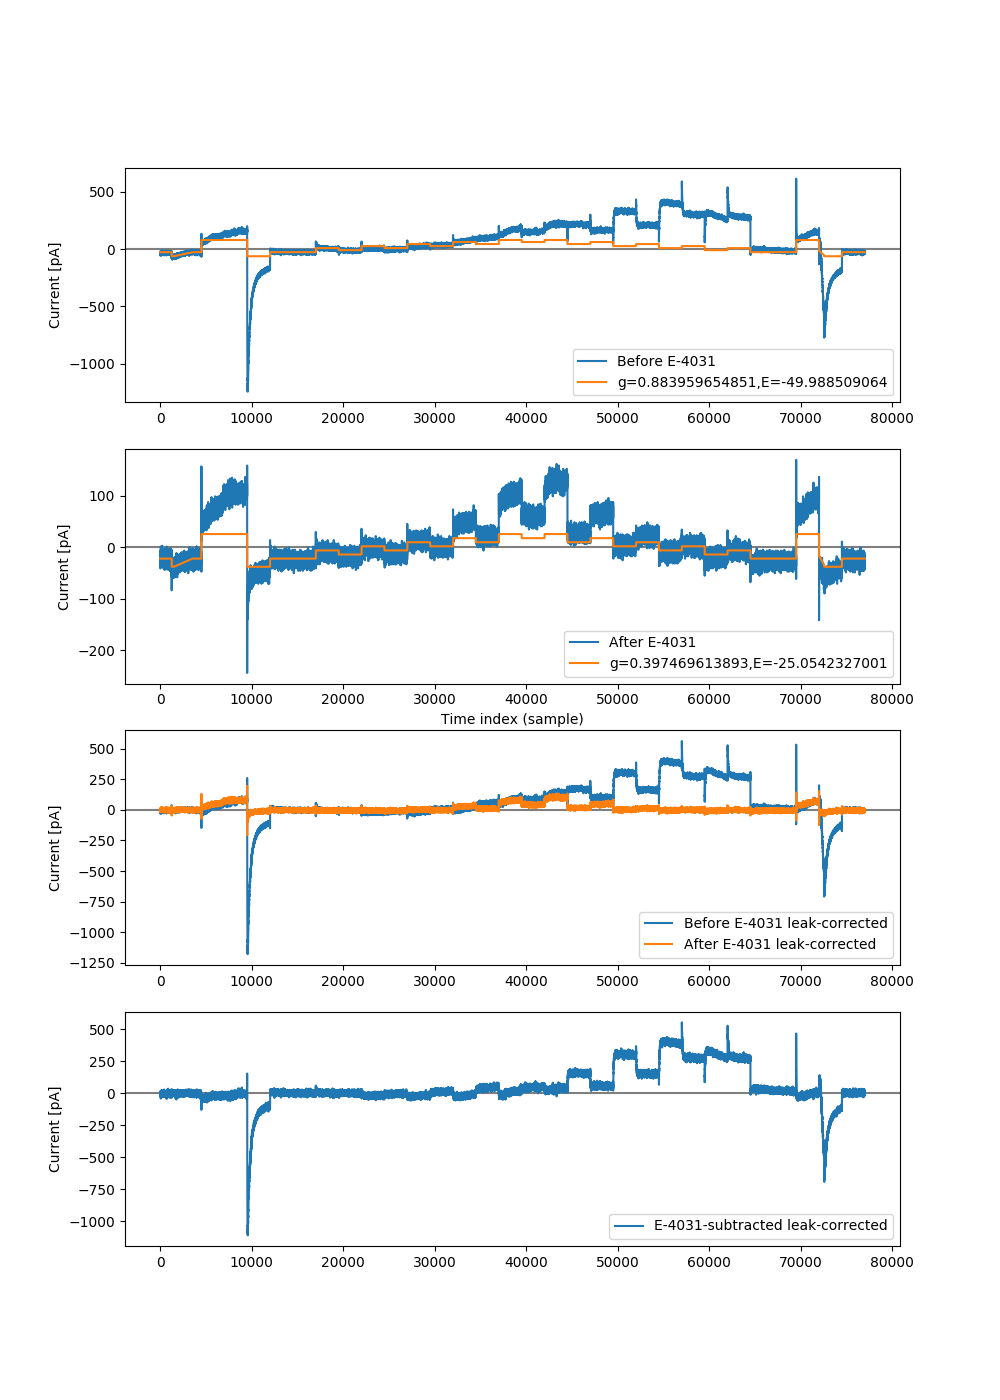 500
0
−500
−1000
Current [pA]
Before E-4031
g=0.883959654851,E=-49.988509064
0 10000 20000 30000 40000 50000 60000 70000 80000
100
0
−100
−200
Current [pA]
After E-4031
g=0.397469613893,E=-25.0542327001
0 10000 20000 30000 40000 50000 60000 70000 80000
Time index (sample)
500
250
0
−250
−500
−750
−1000
−1250
Current [pA]
Before E-4031 leak-corrected
After E-4031 leak-corrected
0 10000 20000 30000 40000 50000 60000 70000 80000
500
250
0
−250
−500
−750
−1000
Current [pA]
E-4031-subtracted leak-corrected
0 10000 20000 30000 40000 50000 60000 70000 80000